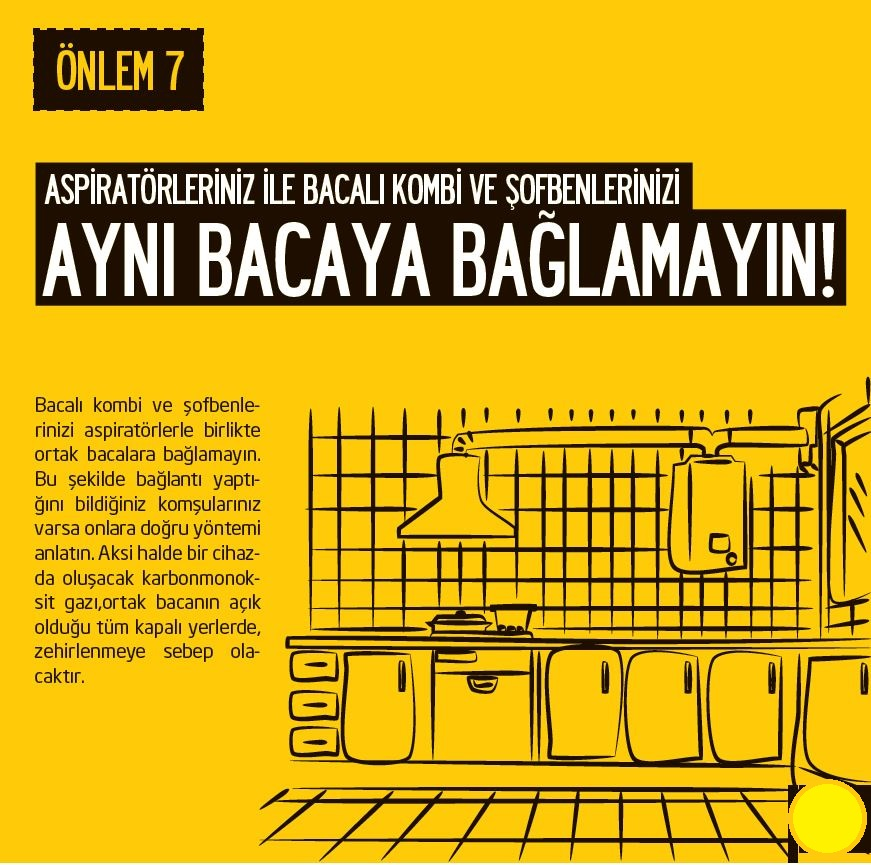 ÖNLEM 7
ASPİRATÖRLERİNİZ İLE BACALI KOMBİ VE ŞOFBENLERİNİZİ
AYNI BACAYA BAĞLAMAYIN!
Bacalı kombi ve şofbenle-
rinizi aspiratörlerle birlikte
ortak bacalara bağlamayın.
Bu şekilde bağlantı yaptı-
ğını bildiğiniz komşularınız
varsa onlara doğru yöntemi
anlatın. Aksi halde bir cihaz-
da oluşacak karbonmonok-
sit gazı,ortak bacanın açık
olduğu tüm kapalı yerlerde,
zehirlenmeye sebep ola-
caktır.